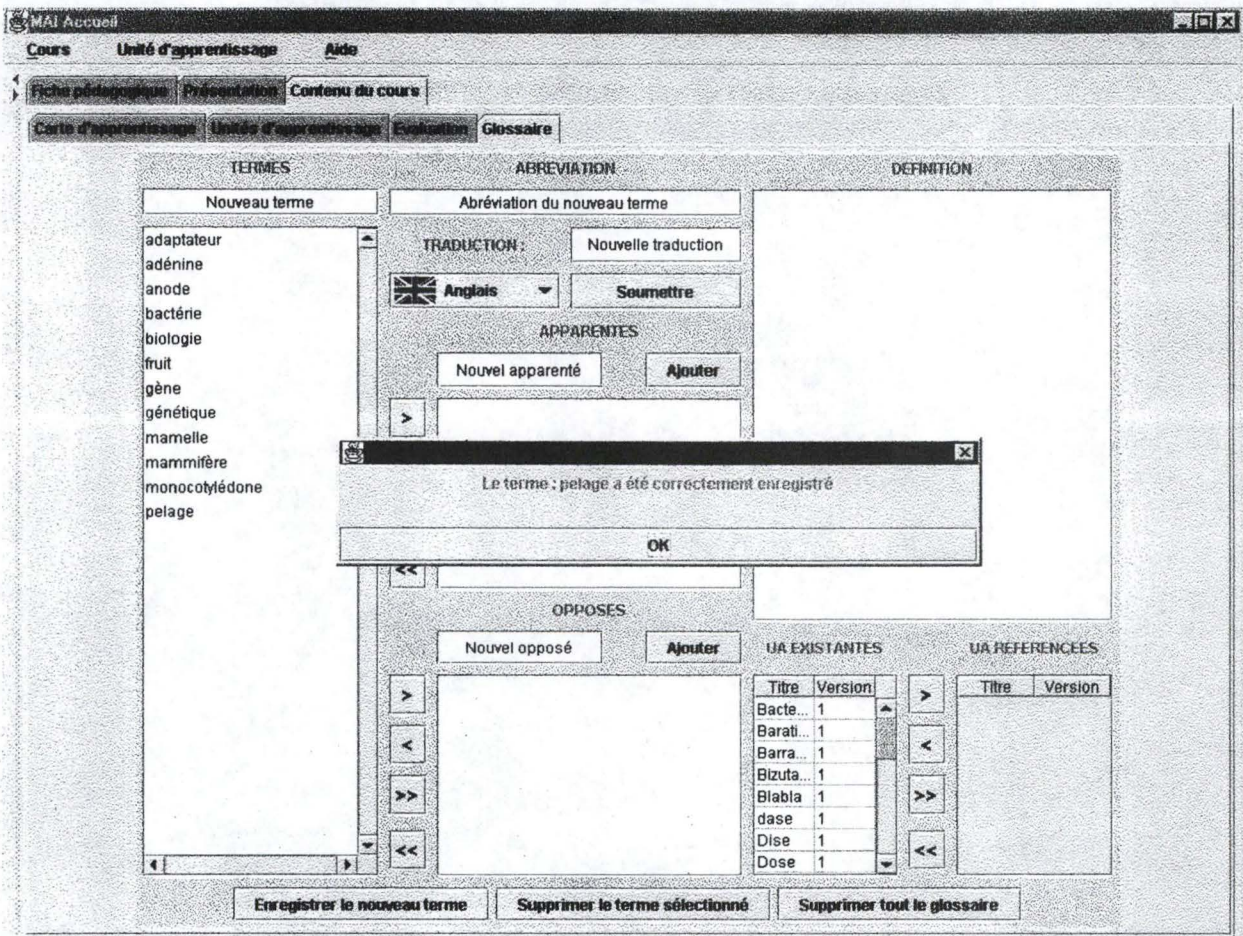 MAI Accueil
Cours Unité d'apprentissage Aide
Fiche pédagogique Présentation Contenu du cours
Carte d'apprentissage Unités d'apprentissage Evaluation Glossaire
TERMES ABREVIATION DEFINITION
Nouveau terme Abréviation du nouveau terme
adaptateur
adénine
anode
bactérie
biologie
fruit
gène
génétique
mamelle
mammifère
monocotylédone
pelage
TRADUCTION : Nouvelle traduction
Anglais Soumettre
APPARENTES
Nouvel apparenté Ajouter
>
Le terme : pelage a été correctement enregistré
OK
<<
OPPOSES
Nouvel opposé Ajouter
>
<
>>
<<
UA EXISTANTES UA REFERENCEES
Titre Version > Titre Version
Bacte... 1
Barati... 1
Barra... 1 <
Bizuta... 1
Blabla 1 >>
dase 1
Dise 1
Dose 1 <<
Enregistrer le nouveau terme Supprimer le terme sélectionné Supprimer tout le glossaire